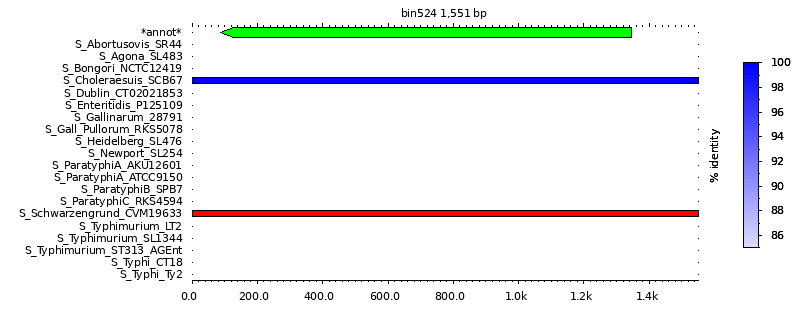 bin524 1,551 bp
*annot*
S_Abortusovis_SR44
S_Agona_SL483
S_Bongori_NCTC12419
S_Choleraesuis_SCB67
S_Dublin_CT02021853
S_Enteritidis_P125109
S_Gallinarum_28791
S_Gall_Pullorum_RKS5078
S_Heidelberg_SL476
S_Newport_SL254
S_ParatyphiA_AKU12601
S_ParatyphiA_ATCC9150
S_ParatyphiB_SPB7
S_ParatyphiC_RKS4594
S_Schwarzengrund_CVM19633
S_Typhimurium_LT2
S_Typhimurium_SL1344
S_Typhimurium_ST313_AGEnt
S_Typhi_CT18
S_Typhi_Ty2
0.0 200.0 400.0 600.0 800.0 1.0k 1.2k 1.4k
% identity
100
98
96
94
92
90
88
86